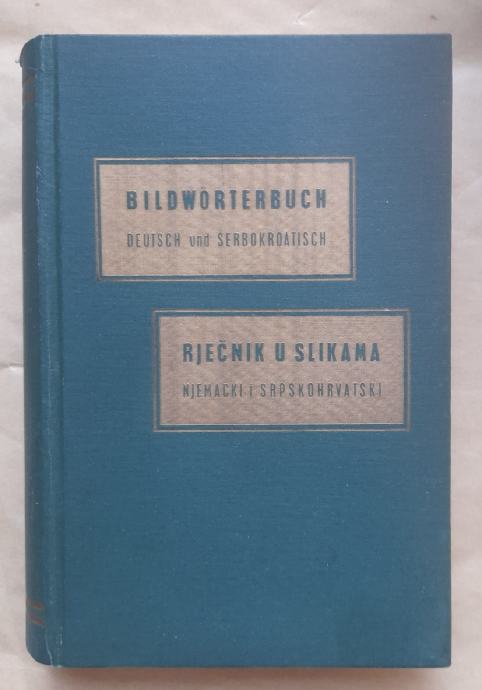 BILDWÖRTERBUCH
DEUTSCH und SERBOKROATISCH
RJEČNIK U SLIKAMA
NJEMAČKI i SRPSKOHRVATSKI